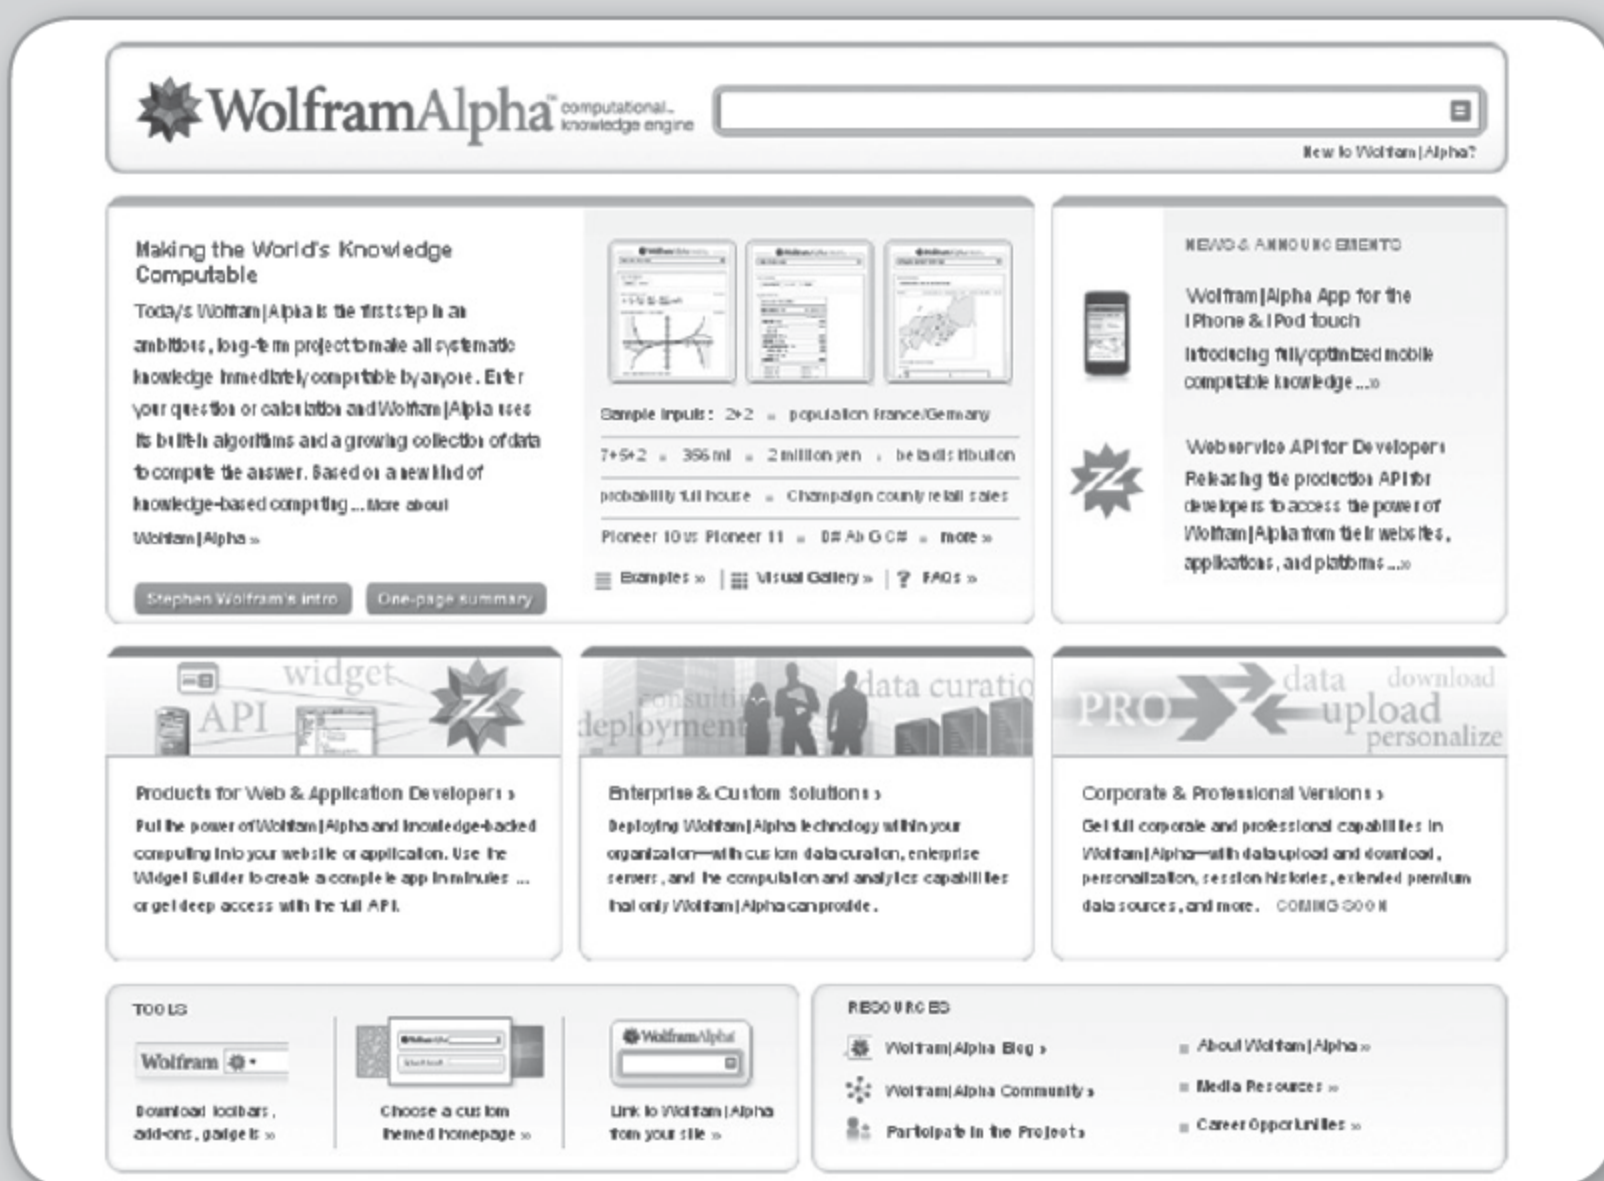 WolframAlpha™ computational..
knowledge engine
New to Wolfram|Alpha?
Making the World's Knowledge
Computable
Today's Wolfram|Alpha is the first step in an
ambitious, long-term project to make all systematic
knowledge immediately computable by anyone. Enter
your question or calculation and Wolfram|Alpha uses
its built-in algorithms and a growing collection of data
to compute the answer. Based on a new kind of
knowledge-based computing ... More about
Wolfram|Alpha »
Stephen Wolfram's intro
One-page summary
Sample inputs: 2+2 population France/Germany
7+5+2 366 ml 2 million yen beta distribution
probability full house Champaign county retail sales
Pioneer 10 vs Pioneer 11 D# Ab G C# more »
Examples » | Visual Gallery » | ? FAQs »
NEWS & ANNOUNCEMENTS
Wolfram|Alpha App for the
iPhone & iPod touch
Introducing fully optimized mobile
computable knowledge ...»
Webservice API for Developers
Releasing the production API for
developers to access the power of
Wolfram|Alpha from their websites,
applications, and platforms ...»
widget
API
consulti
data curatio
deployment
PRO
data download
upload
personalize
Products for Web & Application Developers ›
Put the power of Wolfram|Alpha and knowledge-backed
computing into your website or application. Use the
Widget Builder to create a complete app in minutes ...
or get deep access with the full API.
Enterprise & Custom Solutions ›
Deploying Wolfram|Alpha technology within your
organization—with custom data curation, enterprise
servers, and the computation and analytics capabilities
that only Wolfram|Alpha can provide.
Corporate & Professional Versions ›
Get full corporate and professional capabilities in
Wolfram|Alpha—with data upload and download,
personalization, session histories, extended premium
data sources, and more. COMING SOON
TOOLS
Wolfram
Download toolbars,
add-ons, gadgets »
Choose a custom
themed homepage »
WolframAlpha
Link to Wolfram|Alpha
from your site »
RESOURCES
Wolfram|Alpha Blog ›
Wolfram|Alpha Community ›
Participate in the Project ›
About Wolfram|Alpha »
Media Resources »
Career Opportunities »